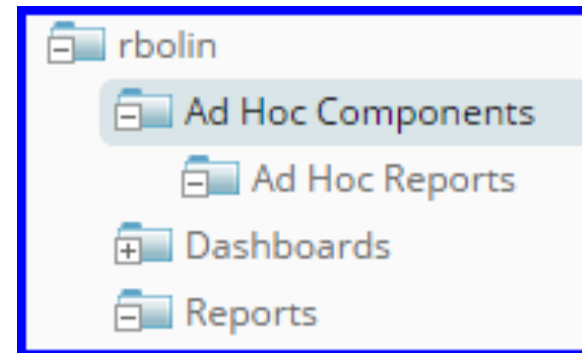 rbolin
Ad Hoc Components
Ad Hoc Reports
Dashboards
Reports